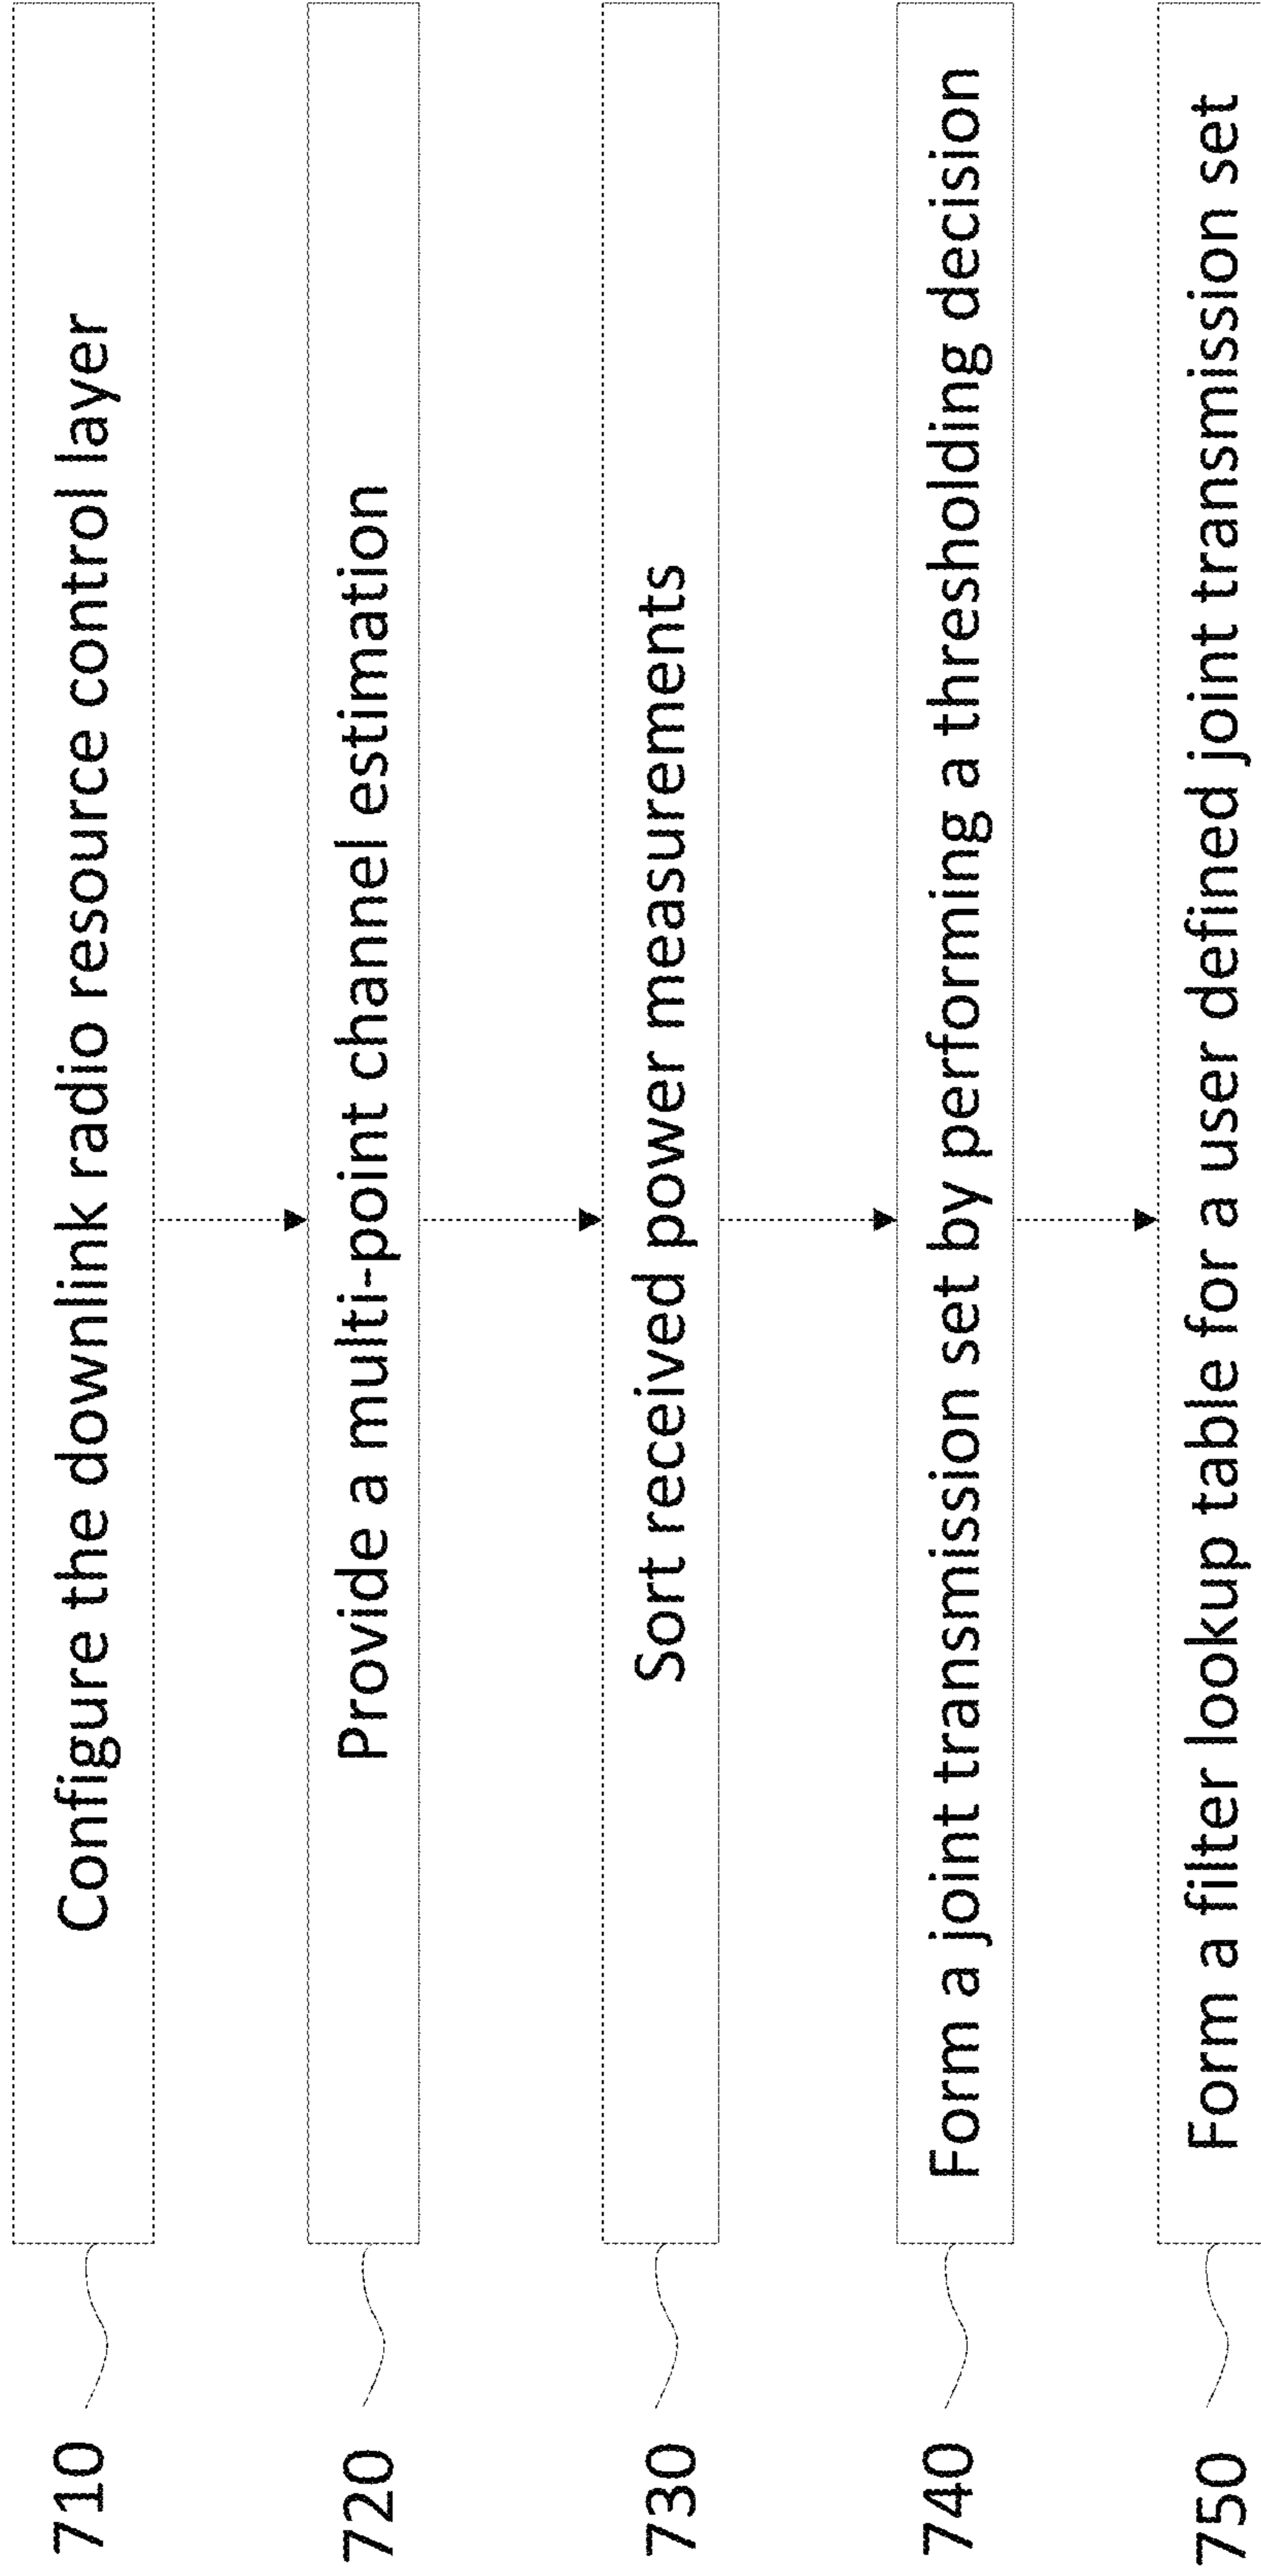 710
Configure the downlink radio resource control layer
720
Provide a multi-point channel estimation
730
Sort received power measurements
740
Form a joint transmission set by performing a thresholding decision
750
Form a filter lookup table for a user defined joint transmission set